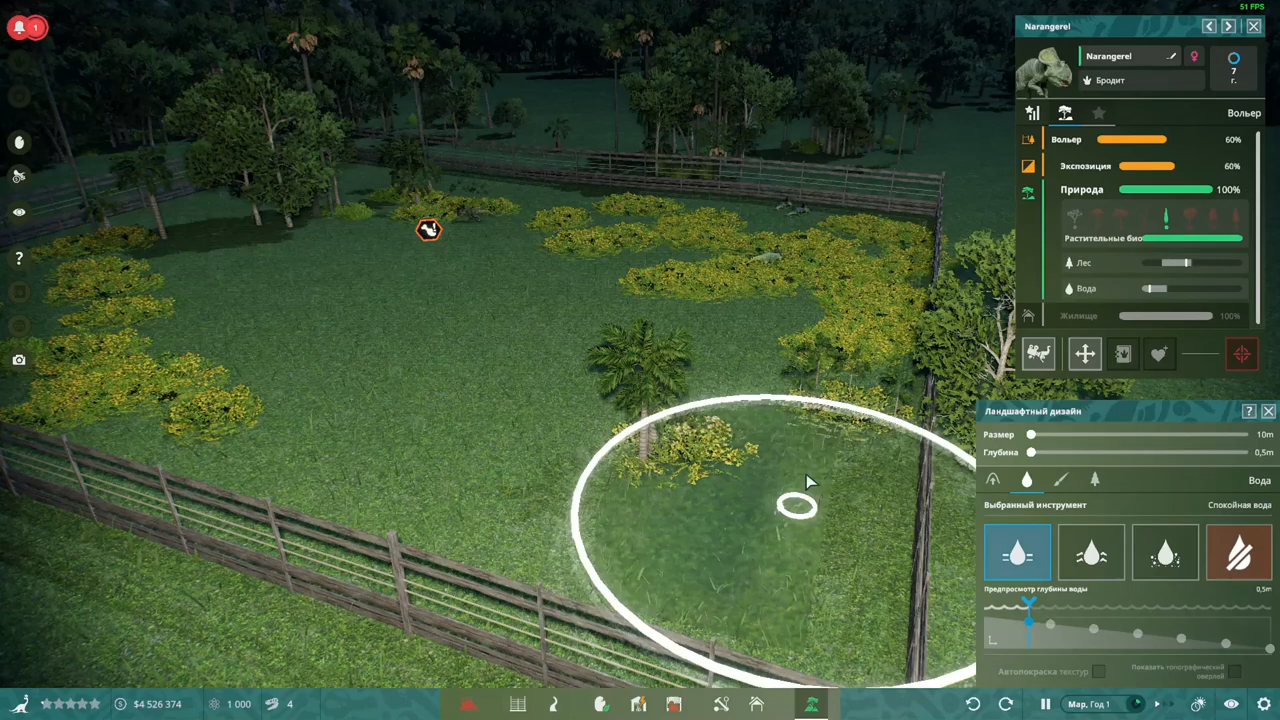 51 FPS
1
Narangerel
Narangerel
Бродит
7
г.
Вольер
Вольер 60%
Экспозиция 60%
Природа 100%
Растительные био
Лес
Вода
Жилище 100%
Ландшафтный дизайн
?
Размер 10m
Глубина 0,5m
Вода
Выбранный инструмент Спокойная вода
Предпросмотр глубины воды 0,5m
Автопокраска текстур
Показать топографический
оверлей
?
$4 526 374
1 000
4
Мар, Год 1